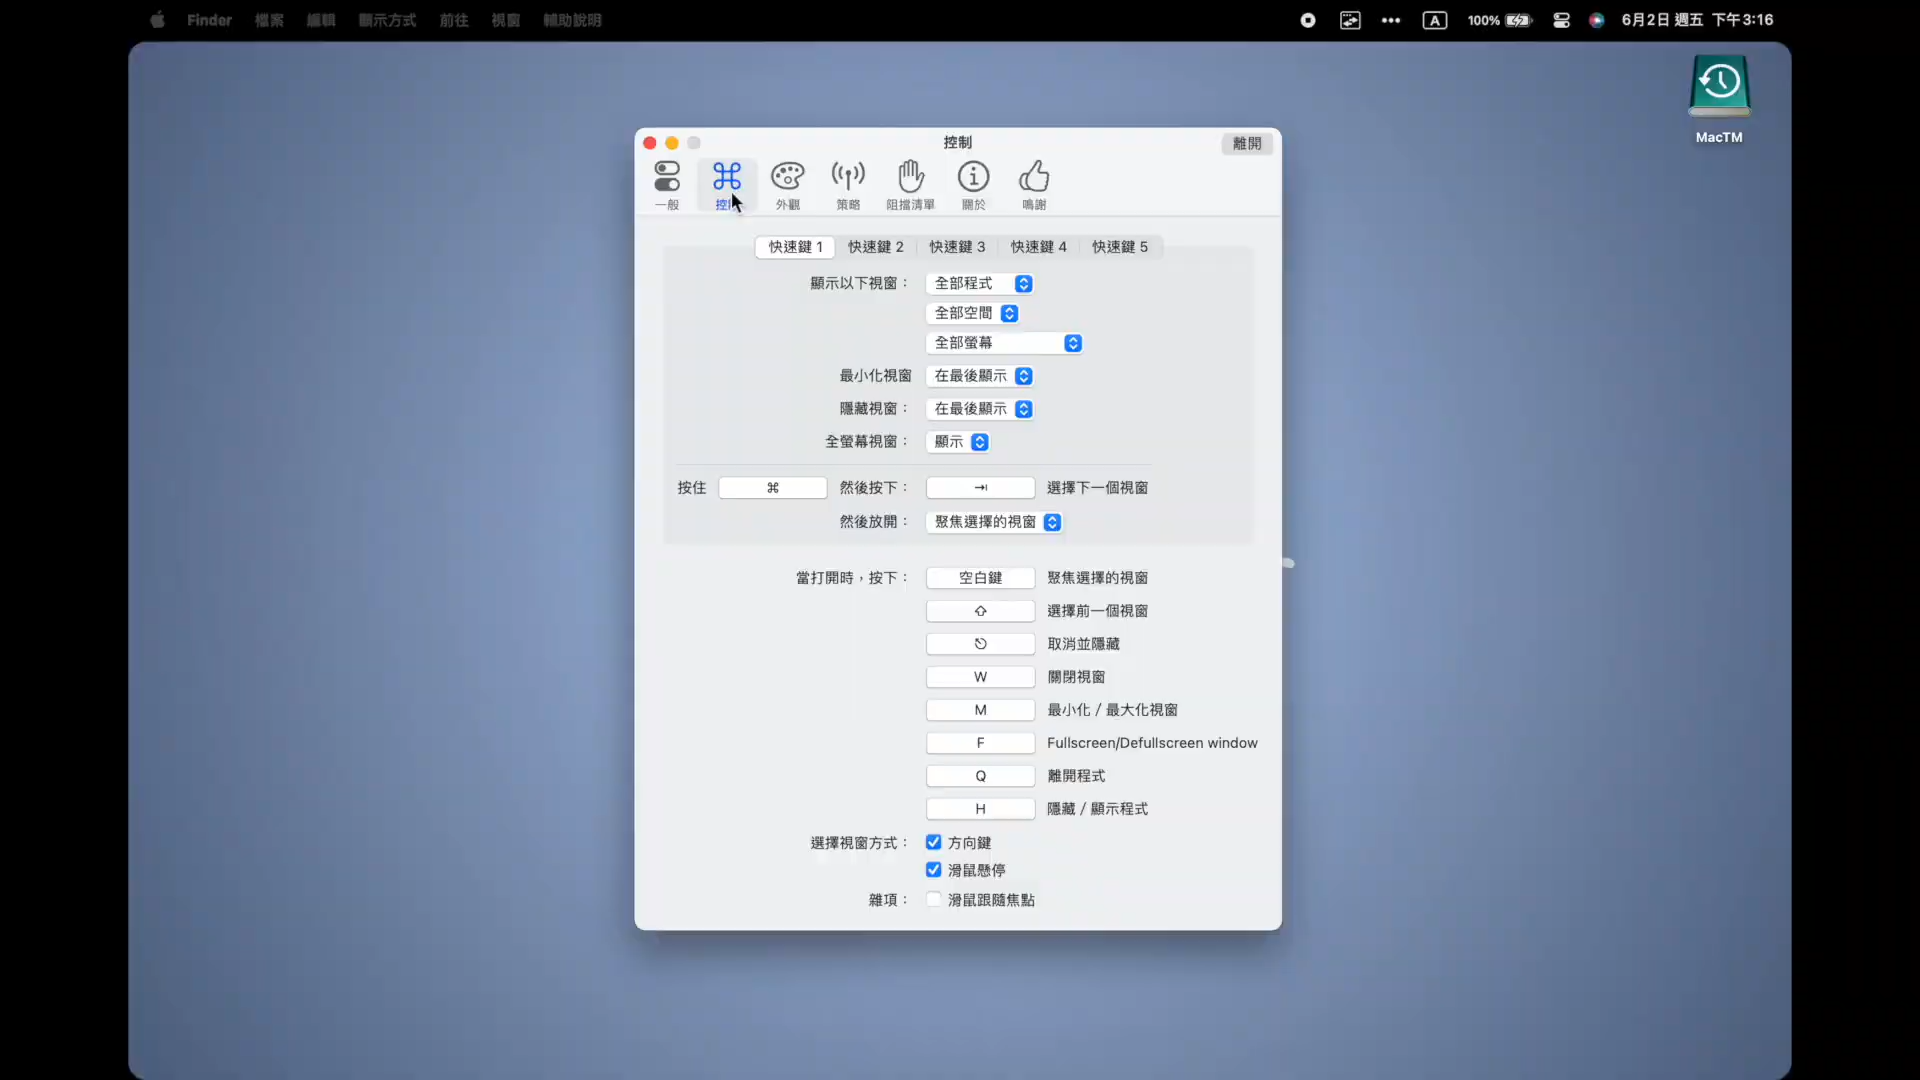 Finder 檔案 編輯 顯示方式 前往 視窗 輔助說明
A 100% 6月2日 週五 下午3:16
MacTM
控制 離開
一般 控制 外觀 策略 阻擋清單 關於 鳴謝
快速鍵 1 快速鍵 2 快速鍵 3 快速鍵 4 快速鍵 5
顯示以下視窗： 全部程式
全部空間
全部螢幕
最小化視窗 在最後顯示
隱藏視窗： 在最後顯示
全螢幕視窗： 顯示
按住 ⌘ 然後按下： ⇥ 選擇下一個視窗
然後放開： 聚焦選擇的視窗
當打開時，按下： 空白鍵 聚焦選擇的視窗
⇧ 選擇前一個視窗
⎋ 取消並隱藏
W 關閉視窗
M 最小化 / 最大化視窗
F Fullscreen/Defullscreen window
Q 離開程式
H 隱藏 / 顯示程式
選擇視窗方式： 方向鍵
滑鼠懸停
雜項： 滑鼠跟隨焦點